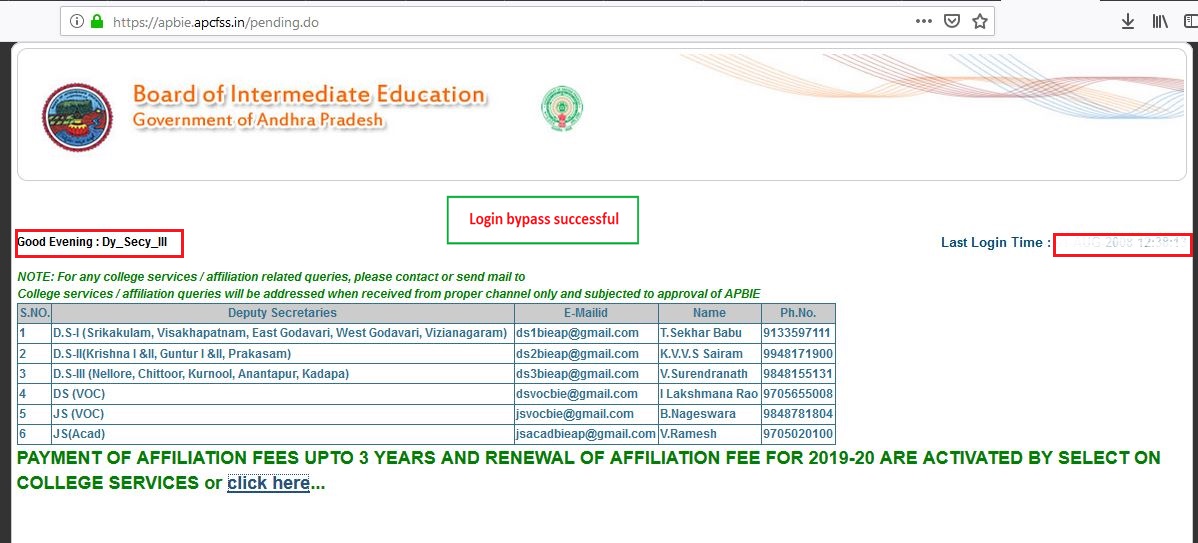 https://apbie.apcfss.in/pending.do
Board of Intermediate Education
Government of Andhra Pradesh
Login bypass successful
Good Evening : Dy_Secy_III Last Login Time :
NOTE: For any college services / affiliation related queries, please contact or send mail to
College services / affiliation queries will be addressed when received from proper channel only and subjected to approval of APBIE
S.NO. Deputy Secretaries E-Mailid Name Ph.No.
1 D.S-I (Srikakulam, Visakhapatnam, East Godavari, West Godavari, Vizianagaram) ds1bieap@gmail.com T.Sekhar Babu 9133597111
2 D.S-II(Krishna I &II, Guntur I &II, Prakasam) ds2bieap@gmail.com K.V.V.S Sairam 9948171900
3 D.S-III (Nellore, Chittoor, Kurnool, Anantapur, Kadapa) ds3bieap@gmail.com V.Surendranath 9848155131
4 DS (VOC) dsvocbie@gmail.com I Lakshmana Rao 9705655008
5 JS (VOC) jsvocbie@gmail.com B.Nageswara 9848781804
6 JS(Acad) jsacadbieap@gmail.com V.Ramesh 9705020100
PAYMENT OF AFFILIATION FEES UPTO 3 YEARS AND RENEWAL OF AFFILIATION FEE FOR 2019-20 ARE ACTIVATED BY SELECT ON
COLLEGE SERVICES or click here...